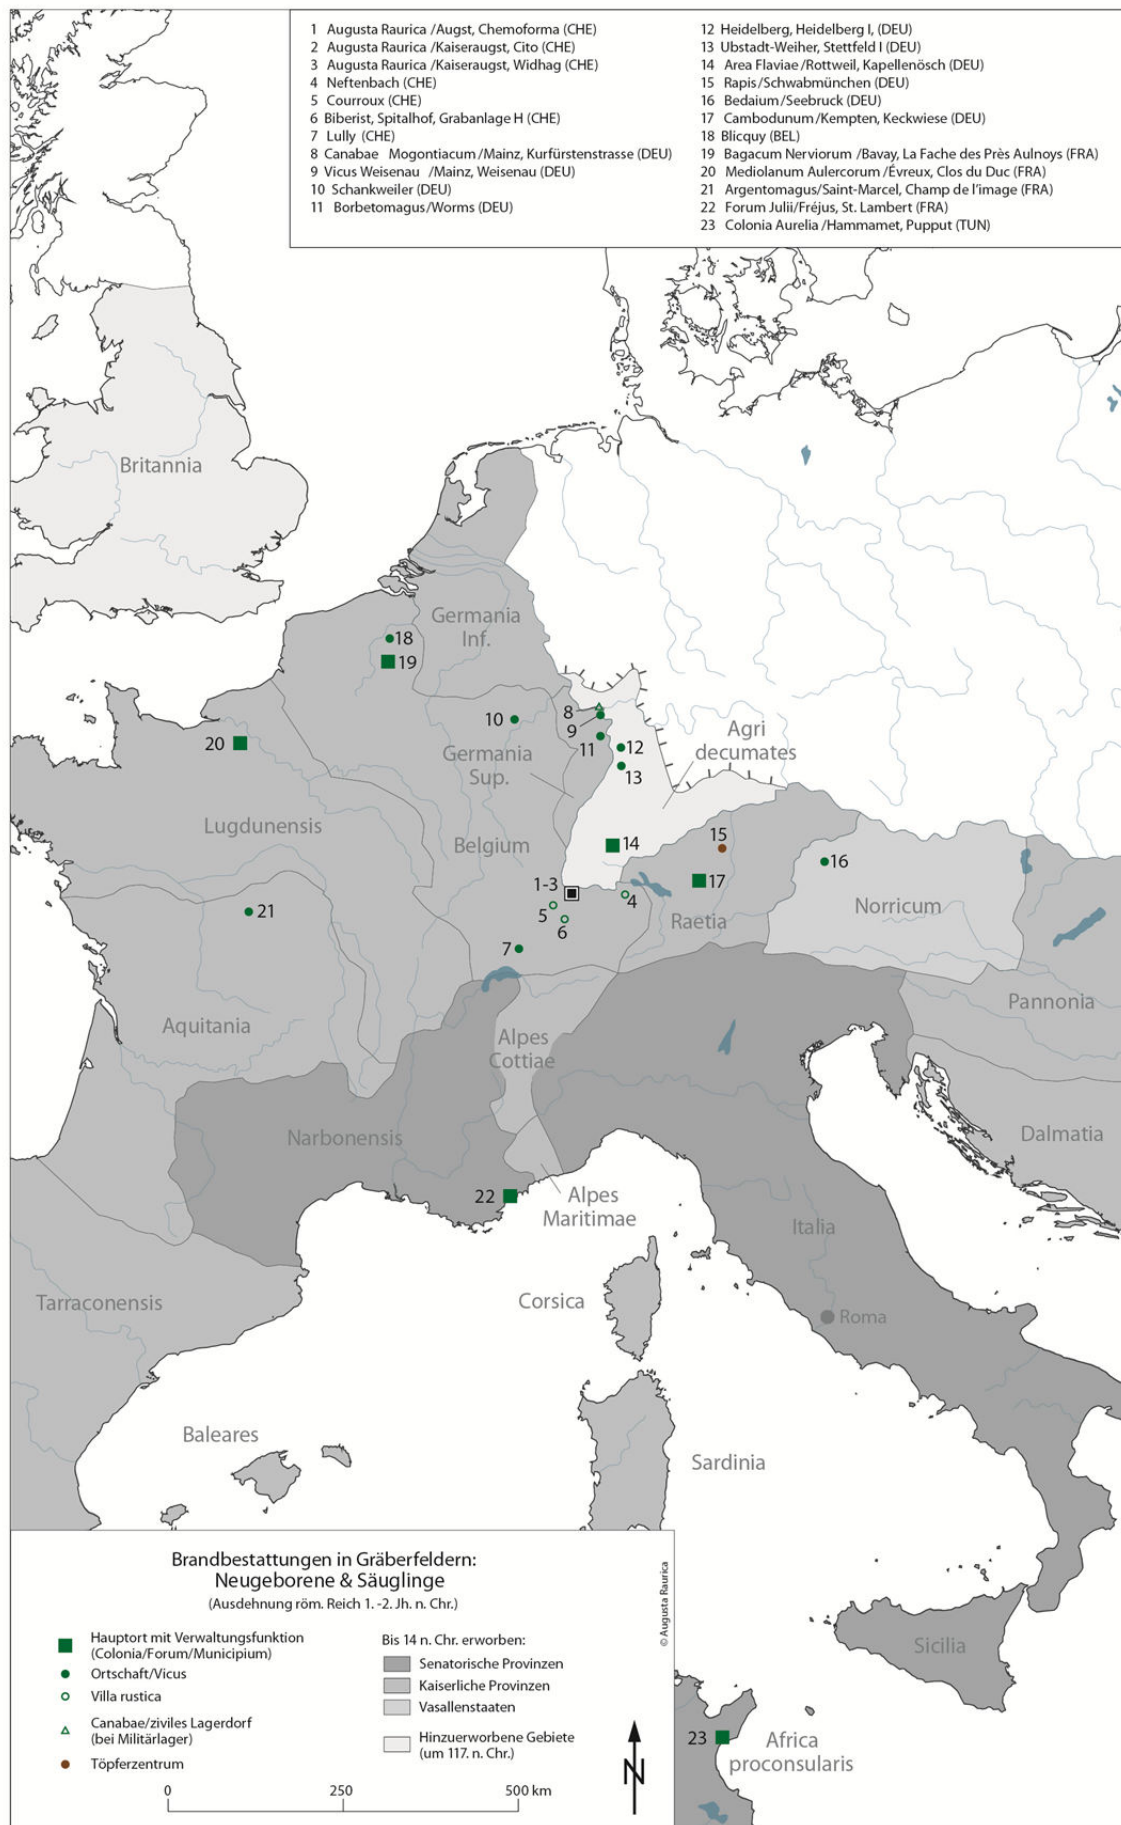 1 Augusta Raurica /Augst, Chemoforma (CHE)
2 Augusta Raurica /Kaiseraugst, Cito (CHE)
3 Augusta Raurica /Kaiseraugst, Widhag (CHE)
4 Neftenbach (CHE)
5 Courroux (CHE)
6 Biberist, Spitalhof, Grabanlage H (CHE)
7 Lully (CHE)
8 Canabae Mogontiacum /Mainz, Kurfürstenstrasse (DEU)
9 Vicus Weisenau /Mainz, Weisenau (DEU)
10 Schankweiler (DEU)
11 Borbetomagus/Worms (DEU)
12 Heidelberg, Heidelberg I, (DEU)
13 Ubstadt-Weiher, Stettfeld I (DEU)
14 Area Flaviae /Rottweil, Kapellenösch (DEU)
15 Rapis/Schwabmünchen (DEU)
16 Bedaium/Seebruck (DEU)
17 Cambodunum/Kempten, Keckwiese (DEU)
18 Blicquy (BEL)
19 Bagacum Nerviorum /Bavay, La Fache des Près Aulnoys (FRA)
20 Mediolanum Aulercorum /Évreux, Clos du Duc (FRA)
21 Argentomagus/Saint-Marcel, Champ de l'image (FRA)
22 Forum Julii/Fréjus, St. Lambert (FRA)
23 Colonia Aurelia /Hammamet, Pupput (TUN)
Britannia
Germania
Inf.
18
19
10
8
9
11
12
13
Agri
decumates
20
Germania
Sup.
Lugdunensis
Belgium
14
15
16
1-3
17
4
5
6
21
Raetia
Norricum
7
Aquitania
Alpes
Cottiae
Pannonia
Narbonensis
Dalmatia
22
Alpes
Maritimae
Italia
Tarraconensis
Corsica
Roma
Baleares
Sardinia
Sicilia
23
Africa
proconsularis
Brandbestattungen in Gräberfeldern:
Neugeborene & Säuglinge
(Ausdehnung röm. Reich 1. -2. Jh. n. Chr.)
Hauptort mit Verwaltungsfunktion
(Colonia/Forum/Municipium)
Ortschaft/Vicus
Villa rustica
Canabae/ziviles Lagerdorf
(bei Militärlager)
Töpferzentrum
Bis 14 n. Chr. erworben:
Senatorische Provinzen
Kaiserliche Provinzen
Vasallenstaaten
Hinzuerworbene Gebiete
(um 117. n. Chr.)
© Augusta Raurica
N
0 250 500 km